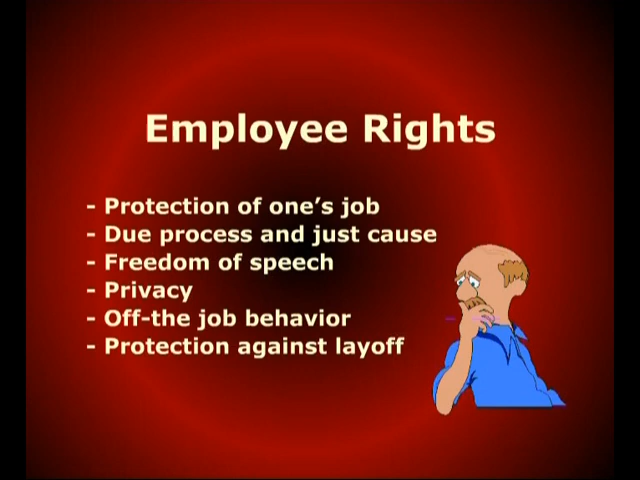 Employee Rights
- Protection of one’s job
- Due process and just cause
- Freedom of speech
- Privacy
- Off-the job behavior
- Protection against layoff